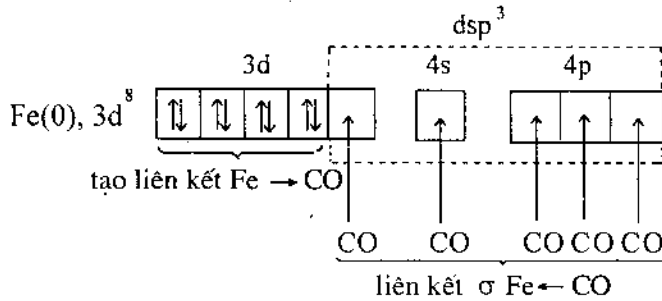 dsp³
3d 4s 4p
Fe(0), 3d⁸
tạo liên kết Fe → CO
CO CO CO CO CO
liên kết σ Fe ← CO